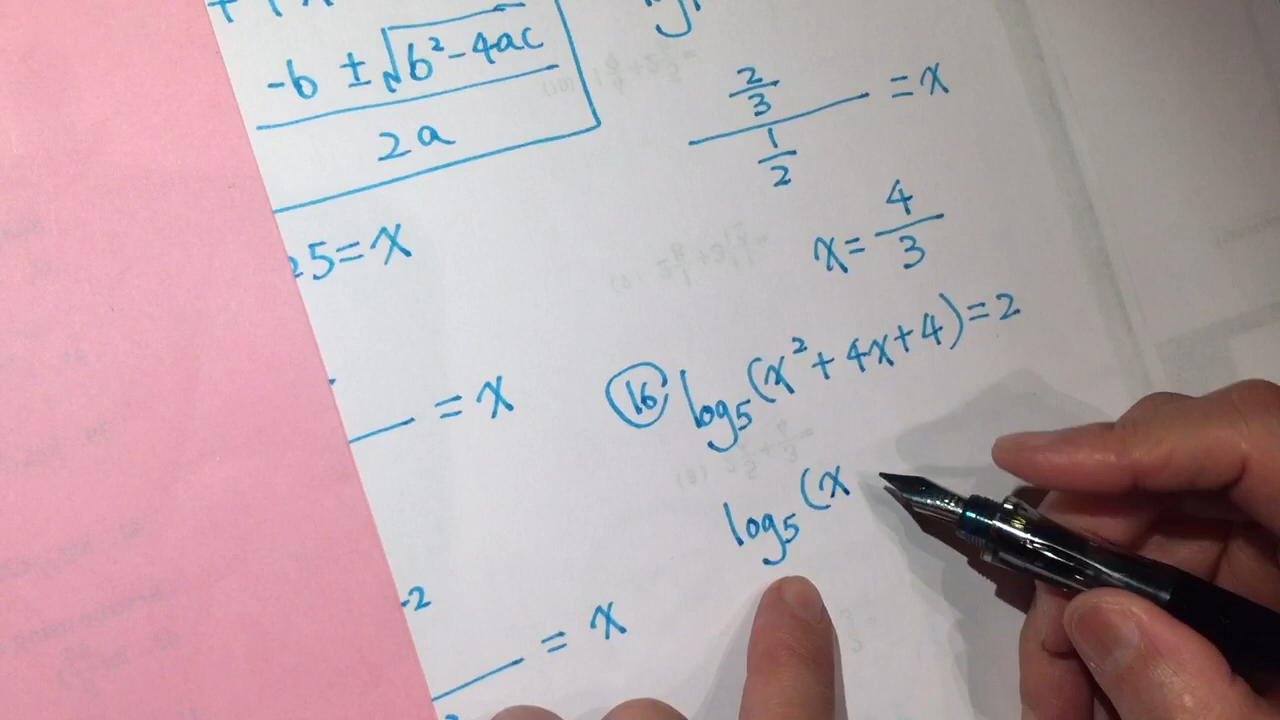 -b ± √b²-4ac
2a
25=x
= x
-2
= x
2/3
1/2
= x
x= 4/3
16 log₅(x²+4x+4)=2
log₅(x